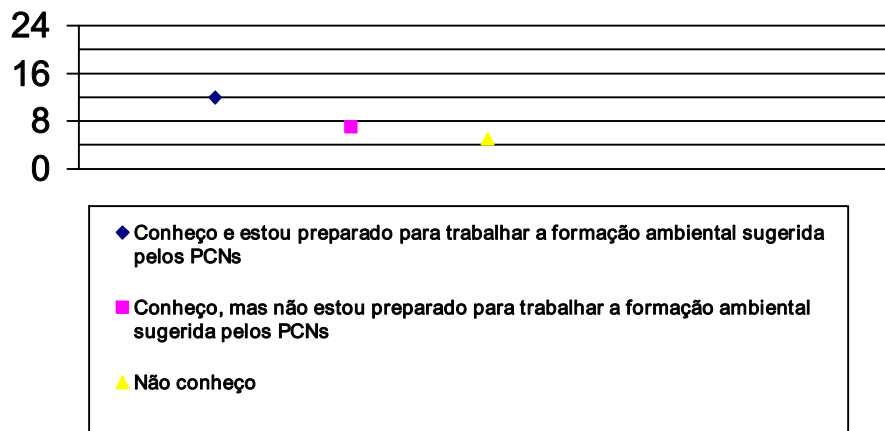 24
16
8
0
Conheço e estou preparado para trabalhar a formação ambiental sugerida
pelos PCNs
Conheço, mas não estou preparado para trabalhar a formação ambiental
sugerida pelos PCNs
Não conheço